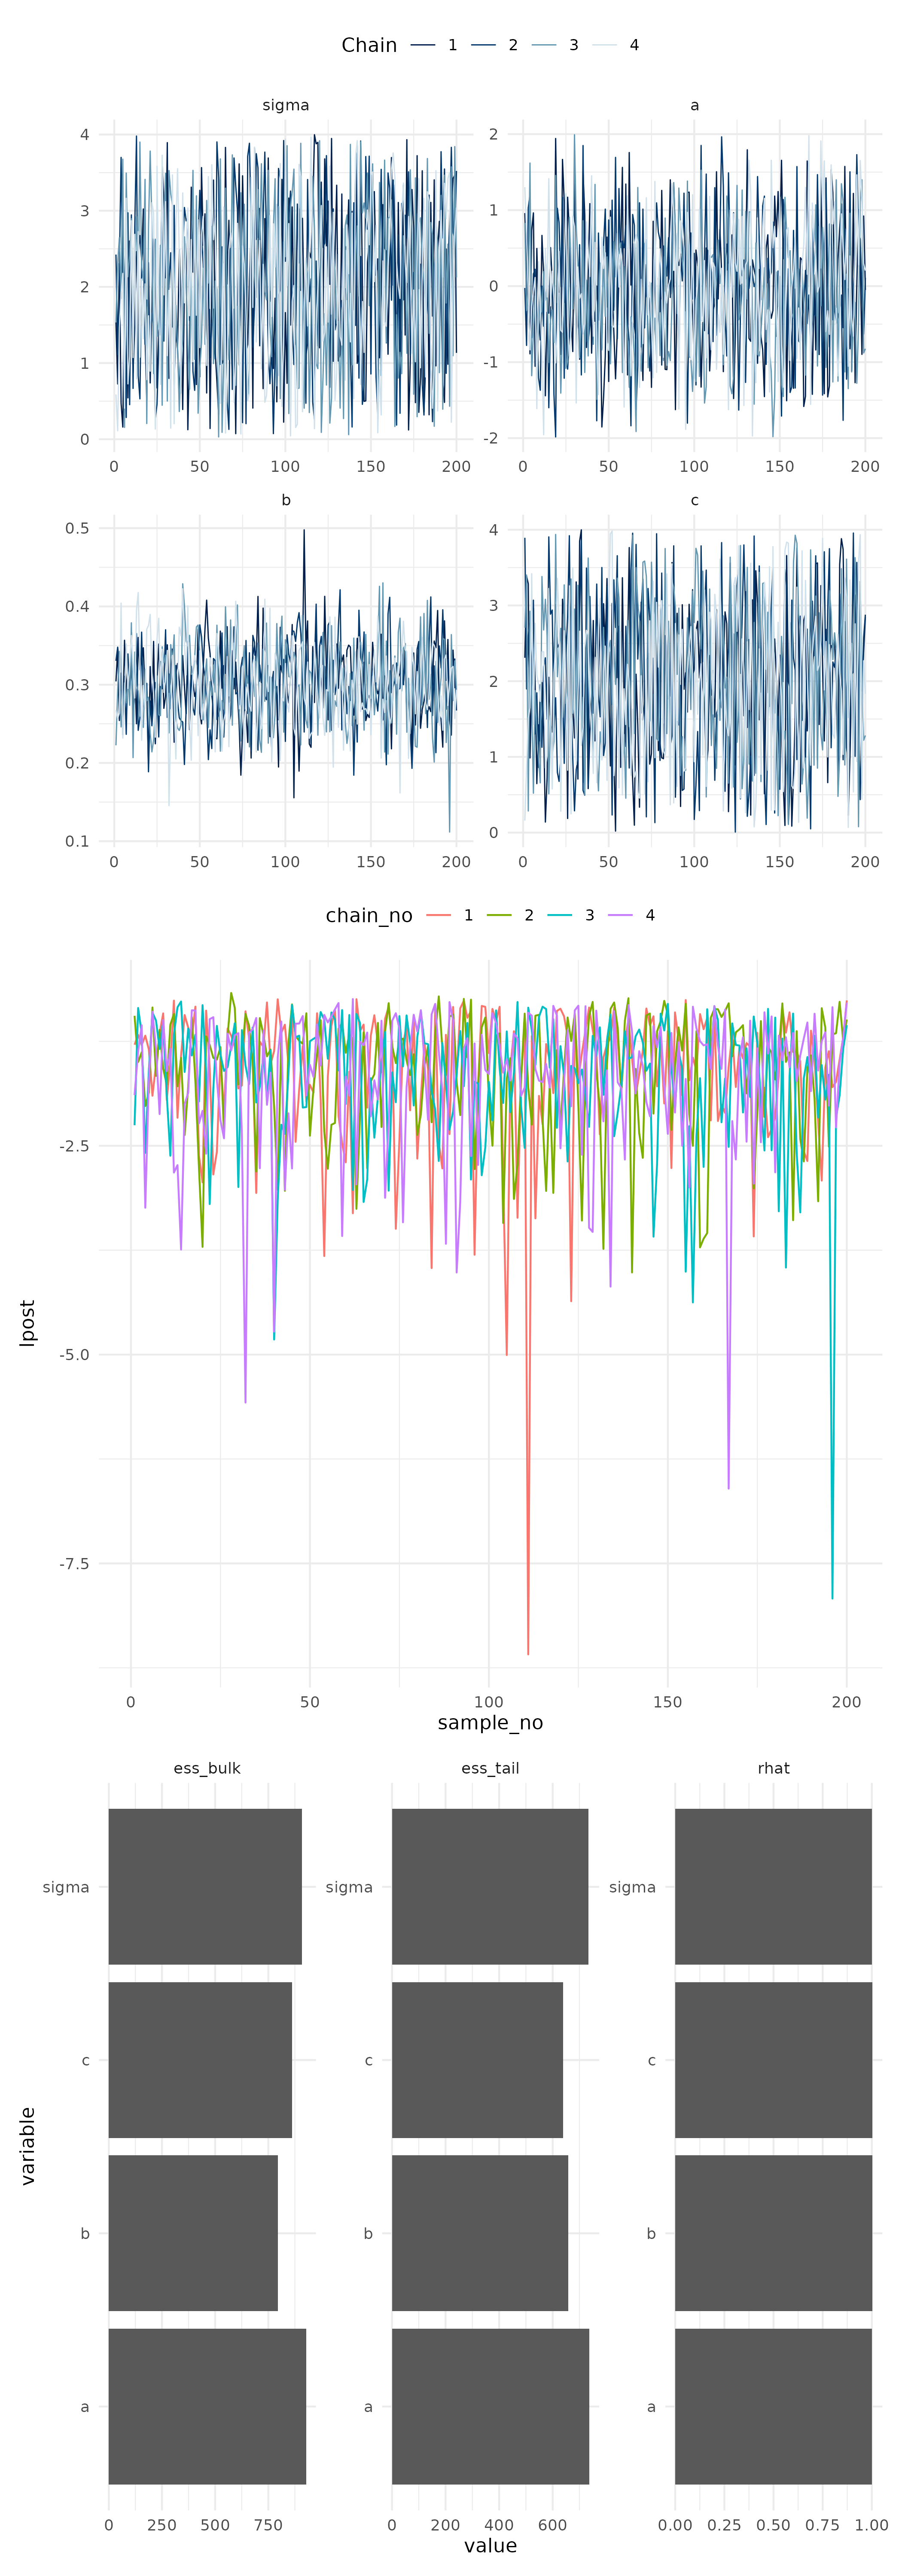 Chain 1 2 3 4
sigma a
4
3
2
1
0
2
1
0
-1
-2
0 50 100 150 200 0 50 100 150 200
b c
0.5
0.4
0.3
0.2
0.1
4
3
2
1
0
0 50 100 150 200 0 50 100 150 200
chain_no 1 2 3 4
lpost
-2.5
-5.0
-7.5
0 50 100 150 200
sample_no
ess_bulk ess_tail rhat
variable
sigma sigma sigma
c c c
b b b
a a a
0 250 500 750 0 200 400 600 0.00 0.25 0.50 0.75 1.00
value